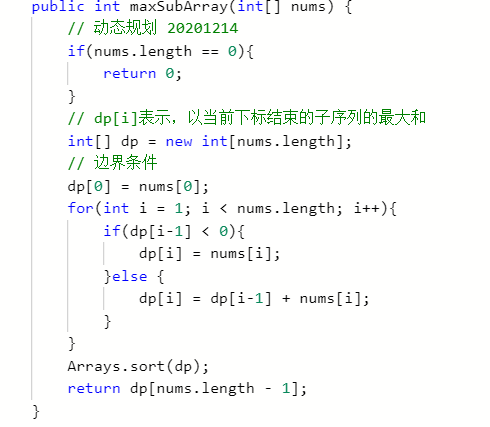 public int maxSubArray(int[] nums) {
// 动态规划 20201214
if(nums.length == 0){
return 0;
}
// dp[i]表示，以当前下标结束的子序列的最大和
int[] dp = new int[nums.length];
// 边界条件
dp[0] = nums[0];
for(int i = 1; i < nums.length; i++){
if(dp[i-1] < 0){
dp[i] = nums[i];
}else {
dp[i] = dp[i-1] + nums[i];
}
}
Arrays.sort(dp);
return dp[nums.length - 1];
}